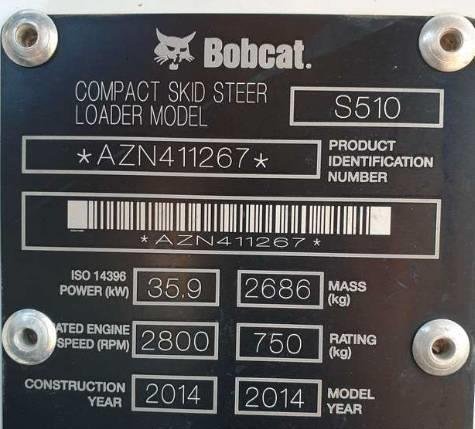 Bobcat.
COMPACT SKID STEER
LOADER MODEL
S510
*AZN411267*
PRODUCT
IDENTIFICATION
NUMBER
*AZN411267*
ISO 14396
POWER (kW)
35.9
2686
MASS
(kg)
ATED ENGINE
SPEED (RPM)
2800
750
RATING
(kg)
CONSTRUCTION
YEAR
2014
2014
MODEL
YEAR